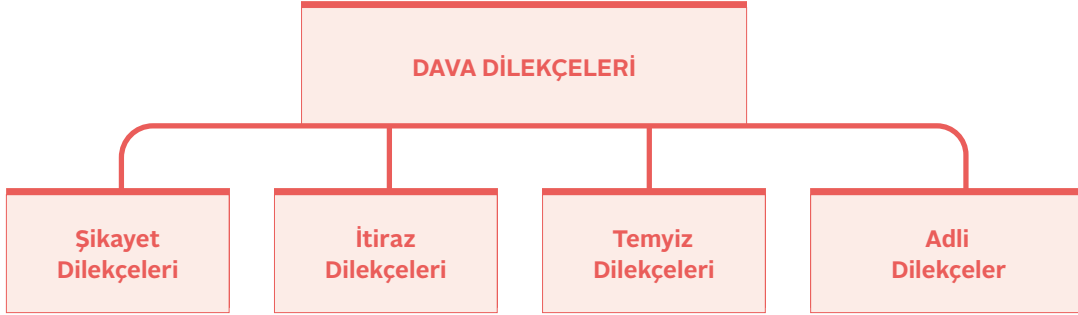 DAVA DİLEKÇELERİ
Şikayet
Dilekçeleri
İtiraz
Dilekçeleri
Temyiz
Dilekçeleri
Adli
Dilekçeler